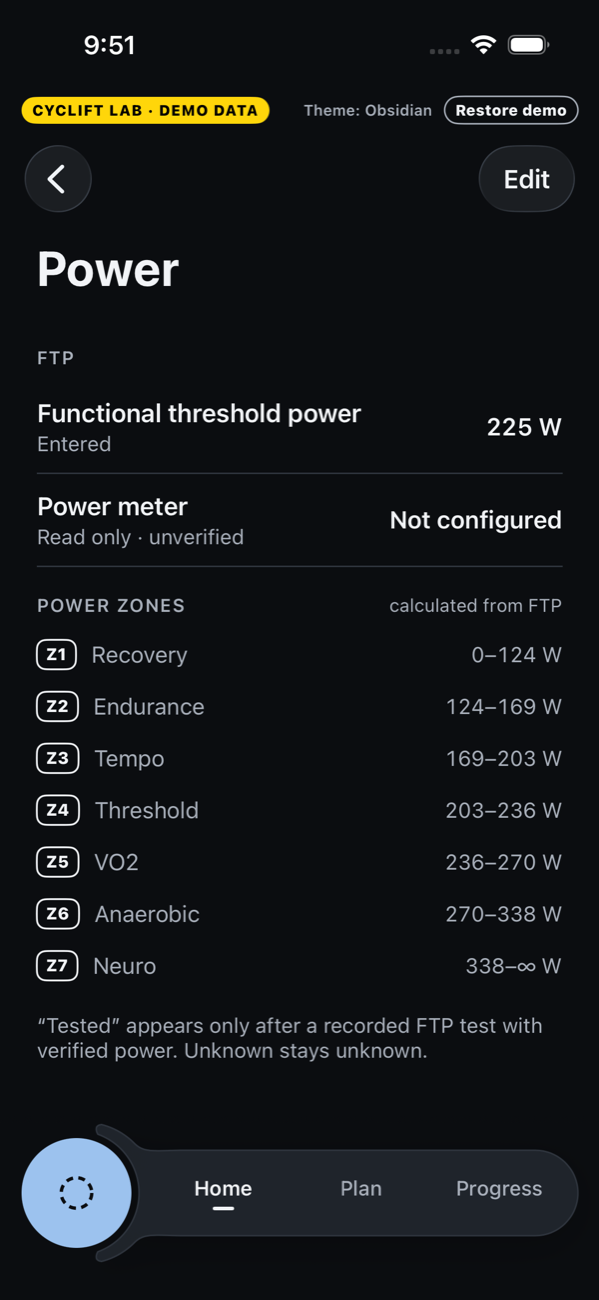 9:51
CYCLIFT LAB · DEMO DATA
Theme: Obsidian
Restore demo
Edit
Power
FTP
Functional threshold power
Entered
225 W
Power meter
Read only · unverified
Not configured
POWER ZONES
calculated from FTP
Z1 Recovery 0–124 W
Z2 Endurance 124–169 W
Z3 Tempo 169–203 W
Z4 Threshold 203–236 W
Z5 VO2 236–270 W
Z6 Anaerobic 270–338 W
Z7 Neuro 338–∞ W
“Tested” appears only after a recorded FTP test with
verified power. Unknown stays unknown.
Home
Plan
Progress